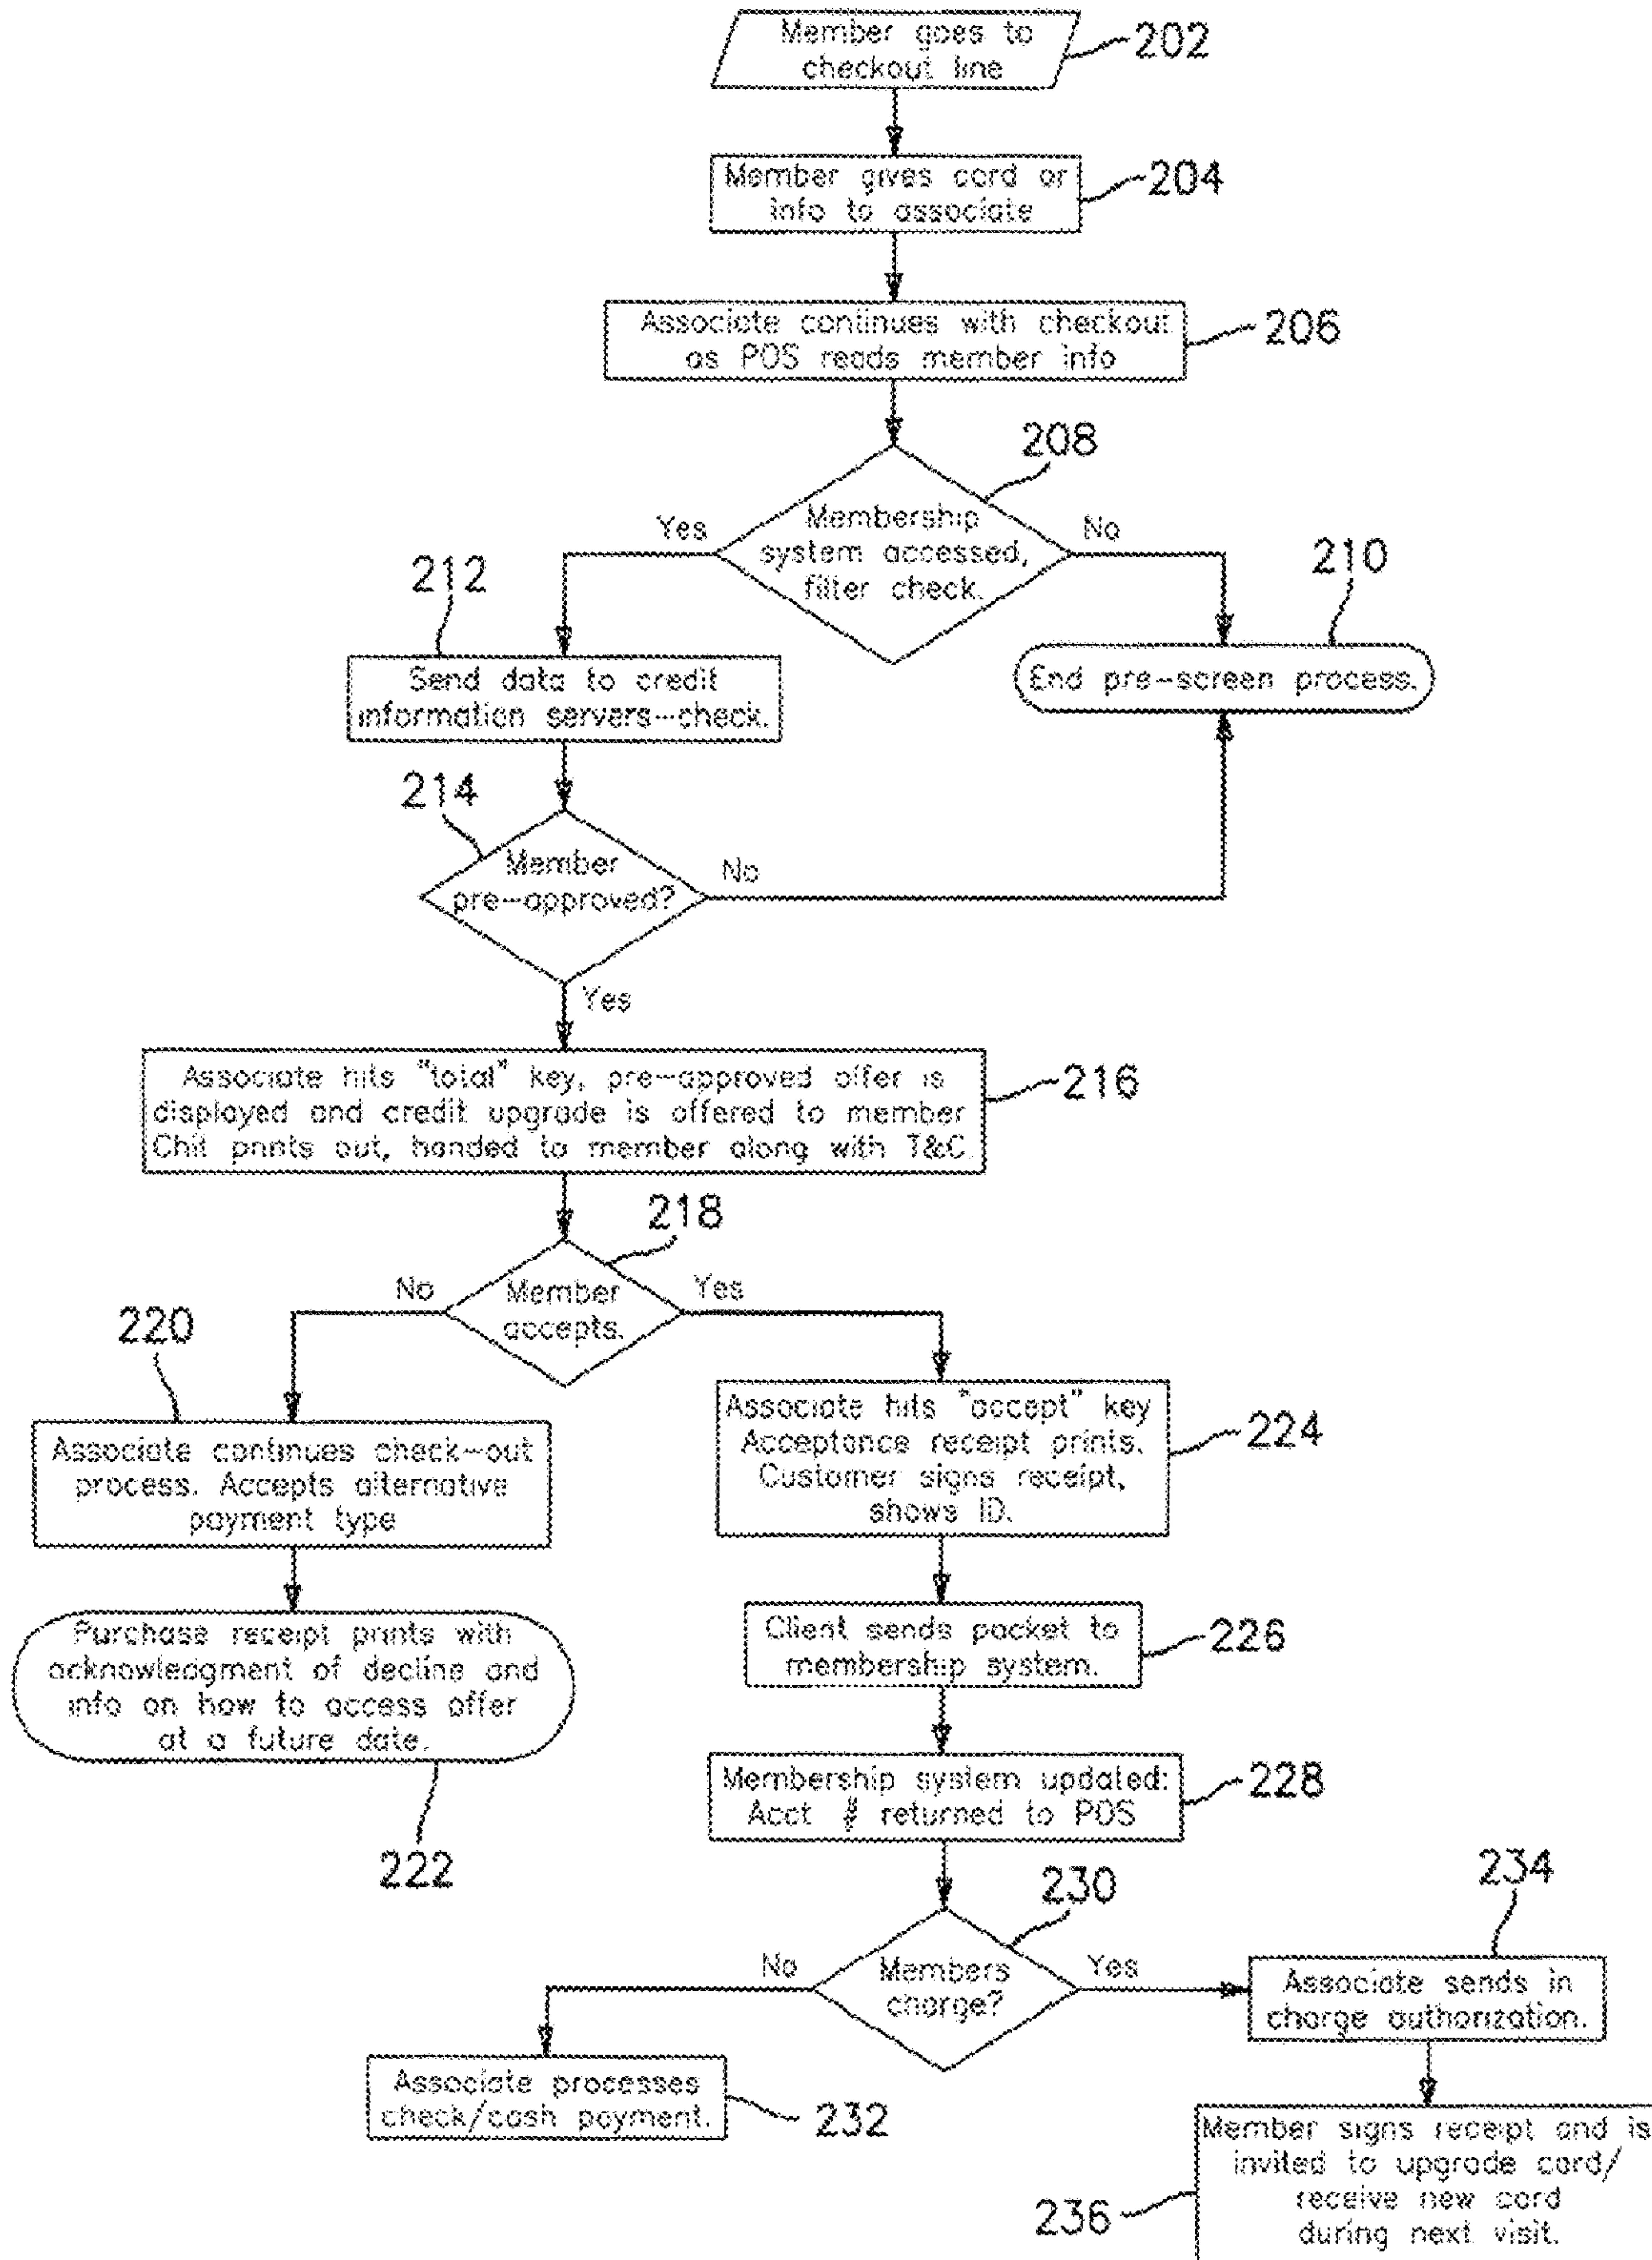 Member goes to
checkout line
202
Member gives card or
info to associate
204
Associate continues with checkout
as POS reads member info
206
208
Membership
system accessed,
filter check.
Yes
No
210
End pre-screen process.
212
Send data to credit
information servers-check.
214
Member
pre-approved?
No
Yes
Associate hits "total" key, pre-approved offer is
displayed and credit upgrade is offered to member
Chit prints out, handed to member along with T&C
216
218
Member
accepts.
No
Yes
220
Associate continues check-out
process. Accepts alternative
payment type
Purchase receipt prints with
acknowledgment of decline and
info on how to access offer
at a future date.
222
Associate hits "accept" key
Acceptance receipt prints.
Customer signs receipt,
shows ID.
224
Client sends packet to
membership system.
226
Membership system updated:
Acct # returned to POS
228
230
Members
charge?
No
Yes
Associate processes
check/cash payment.
232
234
Associate sends in
charge authorization.
Member signs receipt and is
invited to upgrade card/
receive new card
during next visit.
236